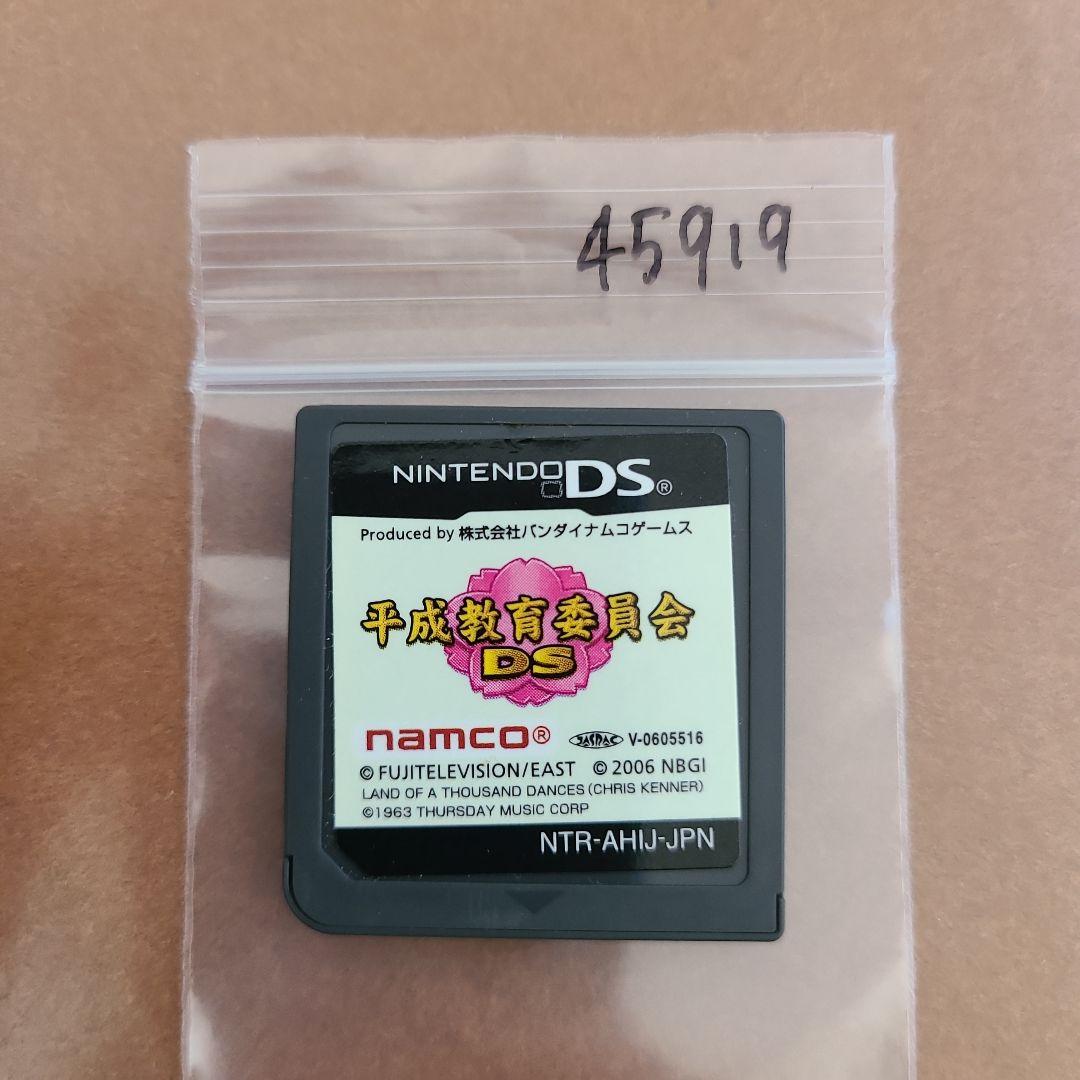 45919
NINTENDO DS®
Produced by 株式会社バンダイナムコゲームス
平成教育委員会
DS
namco® JASRAC V-0605516
© FUJITELEVISION/EAST © 2006 NBGI
LAND OF A THOUSAND DANCES (CHRIS KENNER)
©1963 THURSDAY MUSIC CORP
NTR-AHIJ-JPN